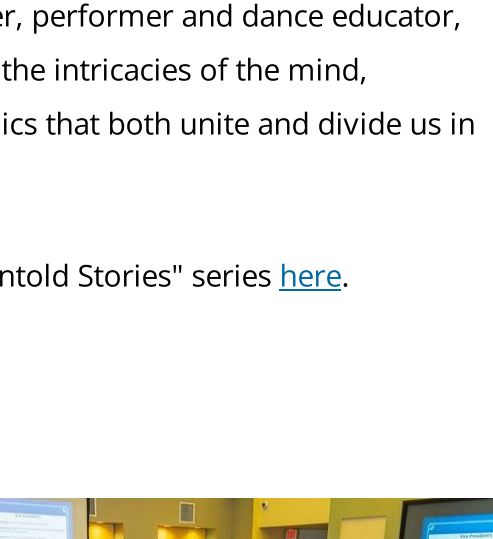 er, performer and dance educator,
the intricacies of the mind,
ics that both unite and divide us in
ntold Stories" series here.